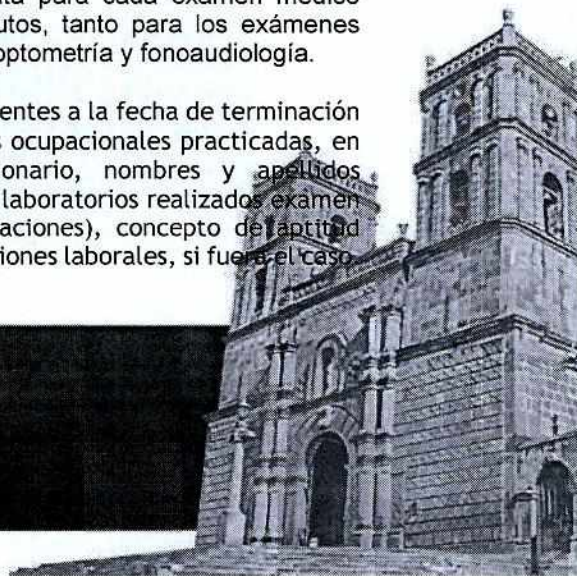 para cada examen médico
utos, tanto para los exámenes
optometría y fonoaudiología.
entes a la fecha de terminación
s ocupacionales practicadas, en
onario, nombres y apellidos
laboratorios realizados examen
aciones), concepto de aptitud
iones laborales, si fuera el caso